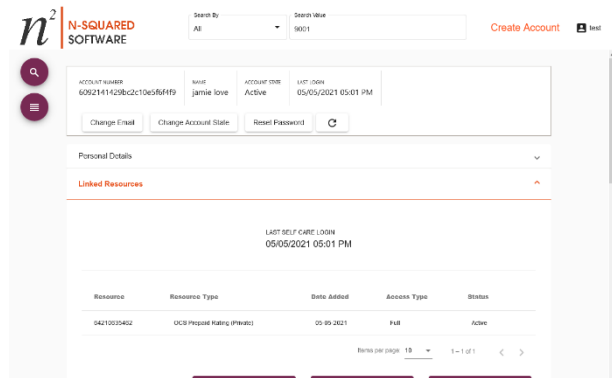 n²
N-SQUARED
SOFTWARE
Search By
All
Search Value
9001
Create Account
test
ACCOUNT NUMBER
NAME
ACCOUNT STATE
LAST LOGIN
6092141429bc2c10e5f6f4f9
jamie love
Active
05/05/2021 05:01 PM
Change Email
Change Account State
Reset Password
Personal Details
Linked Resources
LAST SELF CARE LOGIN
05/05/2021 05:01 PM
Resource
Resource Type
Date Added
Access Type
Status
64210035462
OCS Prepaid Rating (Private)
05-05-2021
Full
Active
Items per page
10
1 – 1 of 1